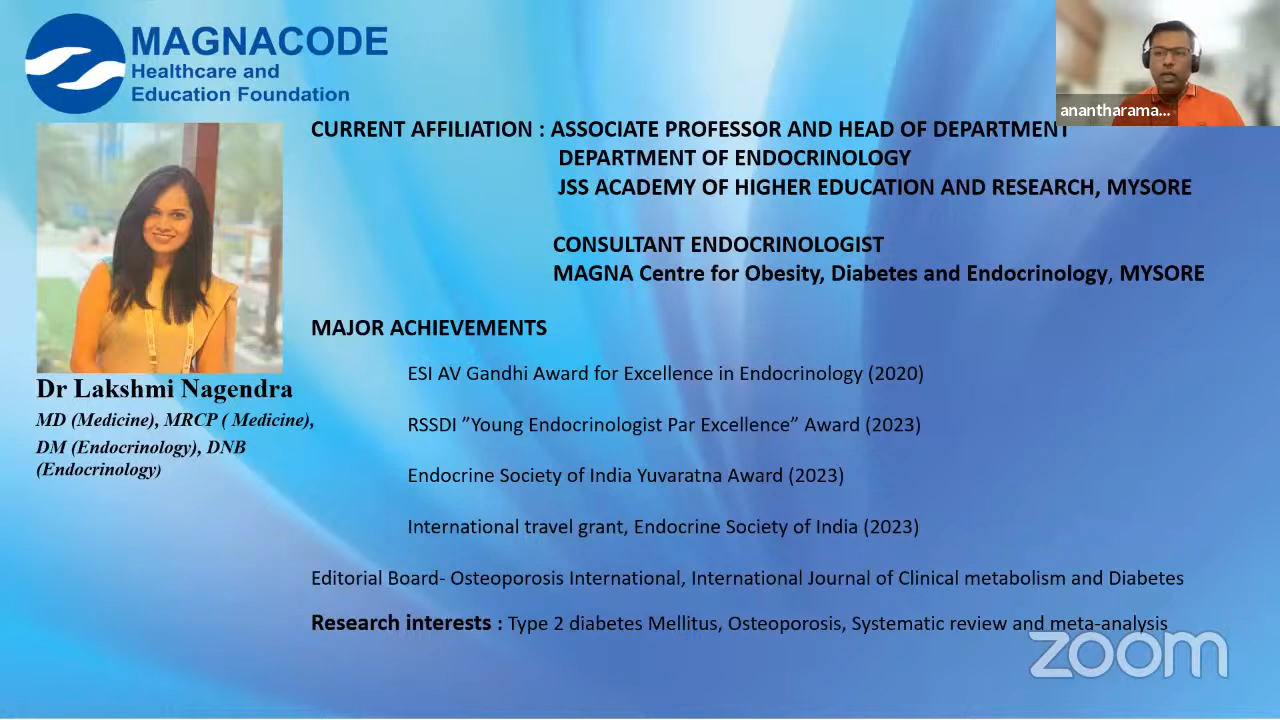 MAGNACODE
Healthcare and
Education Foundation
anantharama...
CURRENT AFFILIATION : ASSOCIATE PROFESSOR AND HEAD OF DEPARTMENT
DEPARTMENT OF ENDOCRINOLOGY
JSS ACADEMY OF HIGHER EDUCATION AND RESEARCH, MYSORE
CONSULTANT ENDOCRINOLOGIST
MAGNA Centre for Obesity, Diabetes and Endocrinology, MYSORE
MAJOR ACHIEVEMENTS
ESI AV Gandhi Award for Excellence in Endocrinology (2020)
Dr Lakshmi Nagendra
MD (Medicine), MRCP ( Medicine),
DM (Endocrinology), DNB
(Endocrinology)
RSSDI ”Young Endocrinologist Par Excellence” Award (2023)
Endocrine Society of India Yuvaratna Award (2023)
International travel grant, Endocrine Society of India (2023)
Editorial Board- Osteoporosis International, International Journal of Clinical metabolism and Diabetes
Research interests : Type 2 diabetes Mellitus, Osteoporosis, Systematic review and meta-analysis
zoom